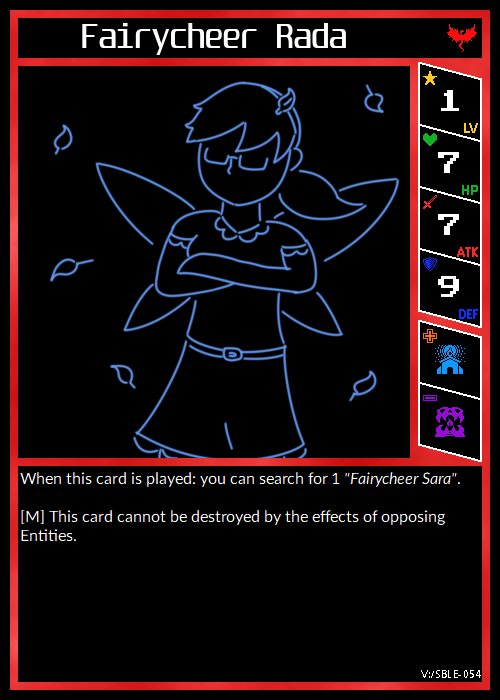 Fairycheer Rada
1
LV
7
HP
7
ATK
9
DEF
When this card is played: you can search for 1 "Fairycheer Sara".
[M] This card cannot be destroyed by the effects of opposing
Entities.
V:/SBLE-054